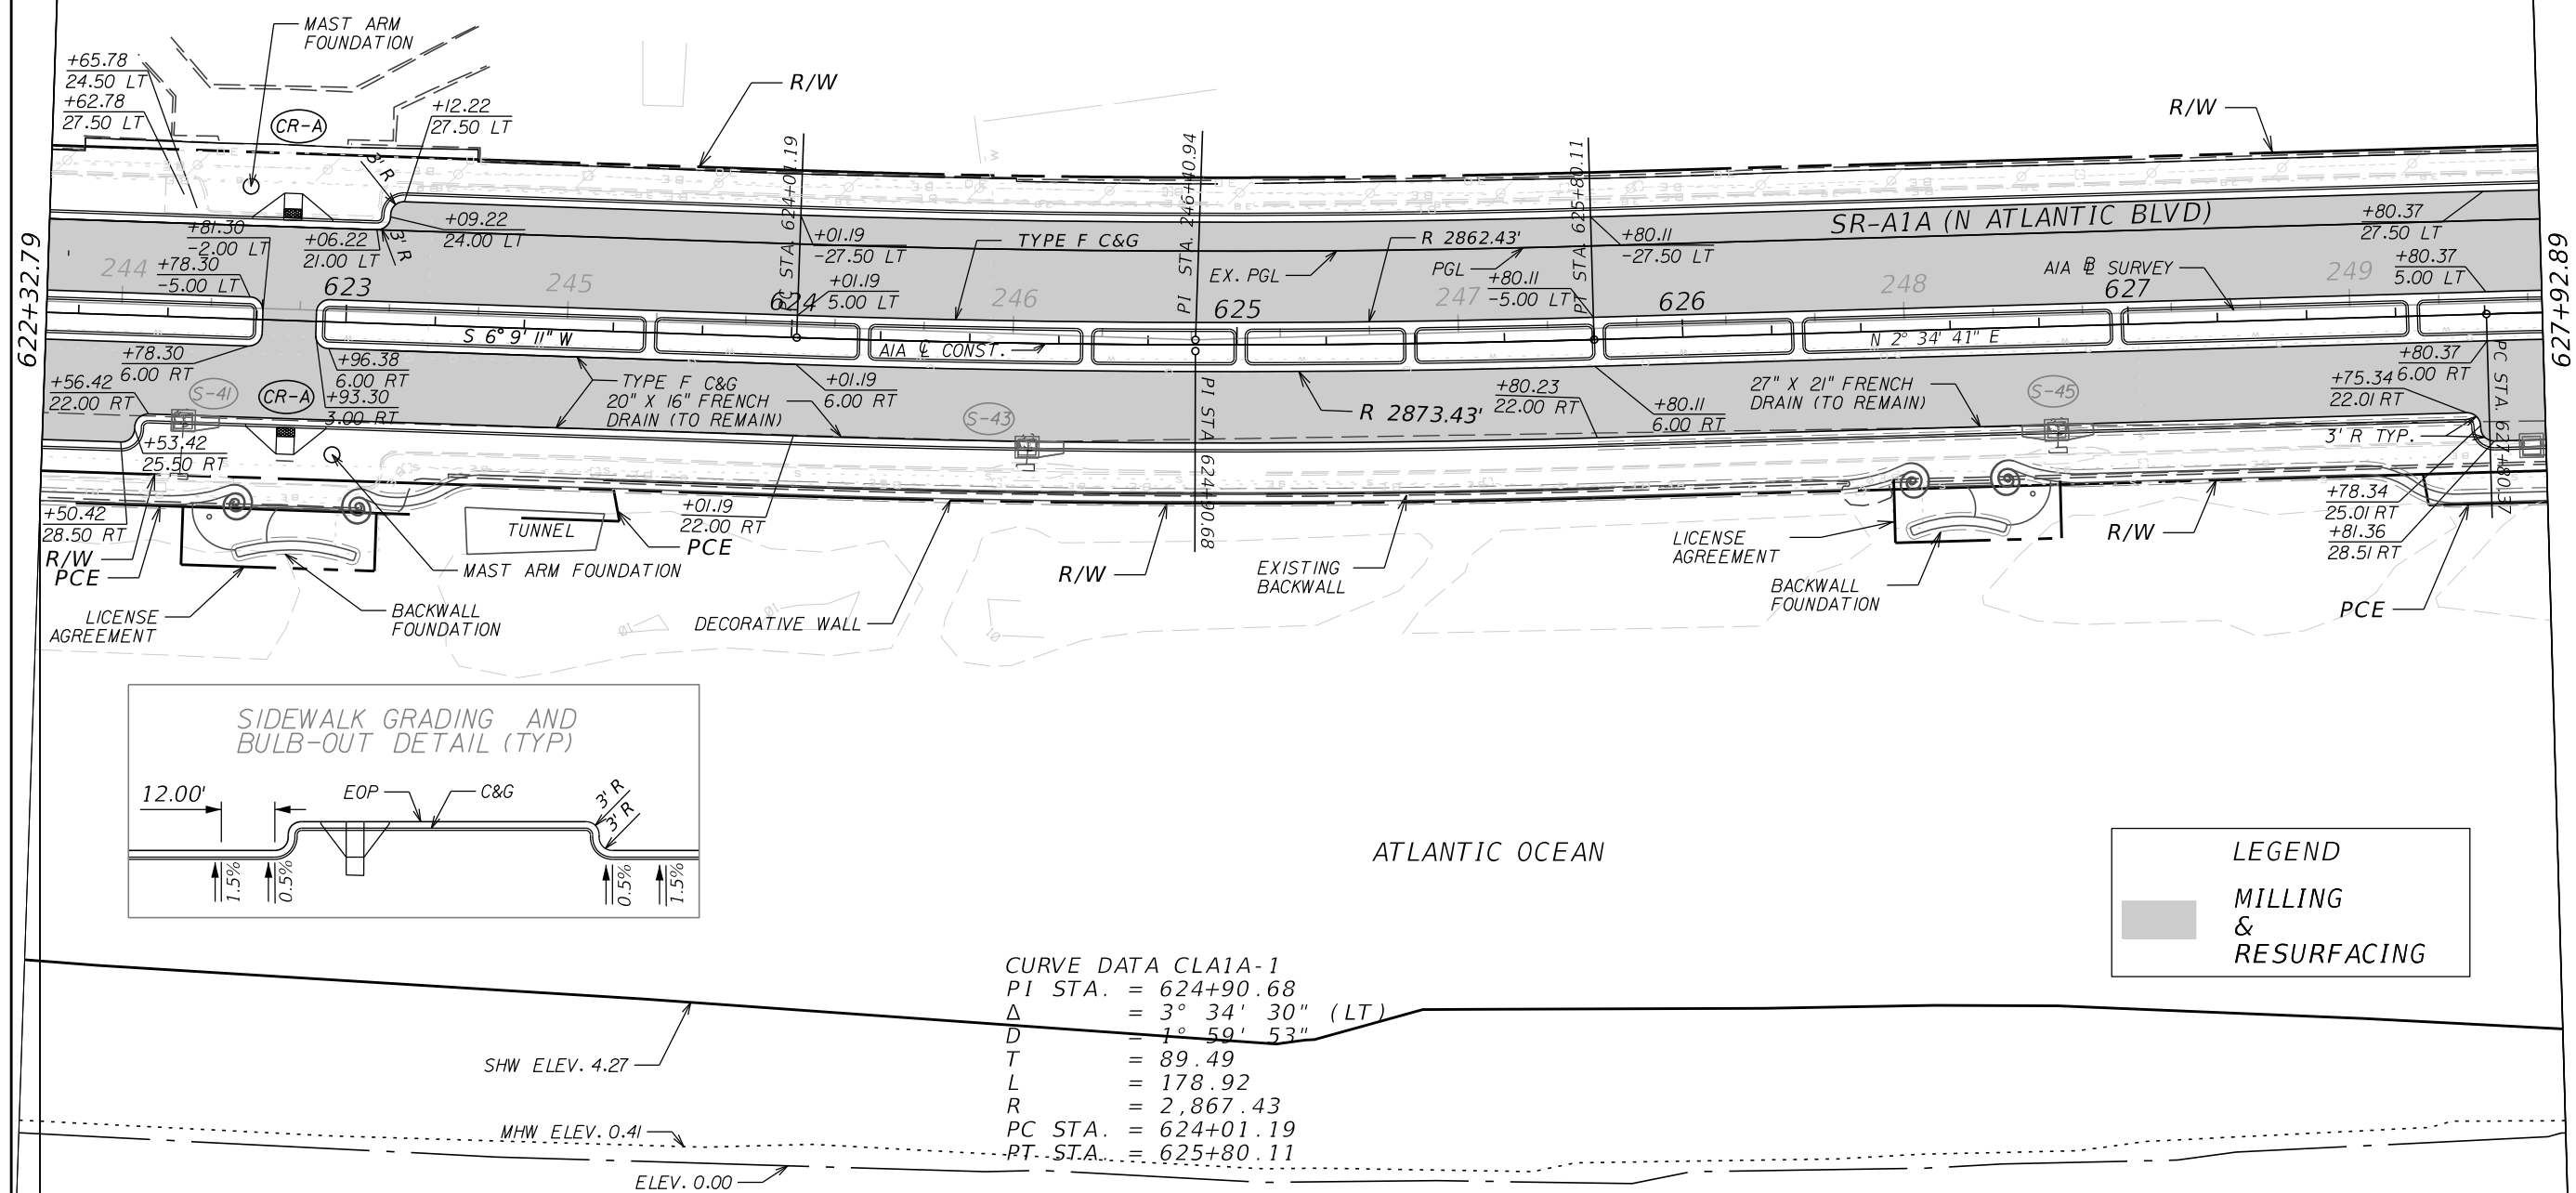 MAST ARM
FOUNDATION
+65.78
24.50 LT
+62.78
27.50 LT
CR-A
+12.22
27.50 LT
3' R
3' R
R/W
R/W
PC STA. 624+01.19
PI STA. 246+40.94
PT STA. 625+80.11
SR-A1A (N ATLANTIC BLVD)
+80.37
27.50 LT
622+32.79
627+92.89
+81.30
-2.00 LT
+06.22
21.00 LT
+09.22
24.00 LT
+01.19
-27.50 LT
TYPE F C&G
R 2862.43'
EX. PGL
PGL
+80.11
-27.50 LT
A1A B SURVEY
+80.37
5.00 LT
244
+78.30
-5.00 LT
623
245
624
+01.19
5.00 LT
246
625
247
+80.11
-5.00 LT
626
248
627
249
S 6° 9' 11" W
A1A CL CONST.
N 2° 34' 41" E
+78.30
6.00 RT
+96.38
6.00 RT
+93.30
3.00 RT
+56.42
22.00 RT
S-41
CR-A
TYPE F C&G
20" X 16" FRENCH
DRAIN (TO REMAIN)
+01.19
6.00 RT
S-43
PI STA. 624+90.68
R 2873.43'
+80.23
22.00 RT
+80.11
6.00 RT
27" X 21" FRENCH
DRAIN (TO REMAIN)
S-45
+80.37
6.00 RT
+75.34
22.01 RT
3' R TYP.
PC STA. 627+80.37
+53.42
25.50 RT
+50.42
28.50 RT
R/W
PCE
LICENSE
AGREEMENT
BACKWALL
FOUNDATION
MAST ARM FOUNDATION
TUNNEL
PCE
+01.19
22.00 RT
DECORATIVE WALL
R/W
EXISTING
BACKWALL
LICENSE
AGREEMENT
BACKWALL
FOUNDATION
R/W
+78.34
25.01 RT
+81.36
28.51 RT
PCE
10
10
10
SIDEWALK GRADING AND
BULB-OUT DETAIL (TYP)
12.00'
EOP
C&G
3' R
3' R
1.5%
0.5%
0.5%
1.5%
ATLANTIC OCEAN
LEGEND
MILLING
&
RESURFACING
CURVE DATA CLA1A-1
PI STA. = 624+90.68
Δ = 3° 34' 30" (LT)
D = 1° 59' 53"
T = 89.49
L = 178.92
R = 2,867.43
PC STA. = 624+01.19
PT STA. = 625+80.11
SHW ELEV. 4.27
MHW ELEV. 0.41
ELEV. 0.00